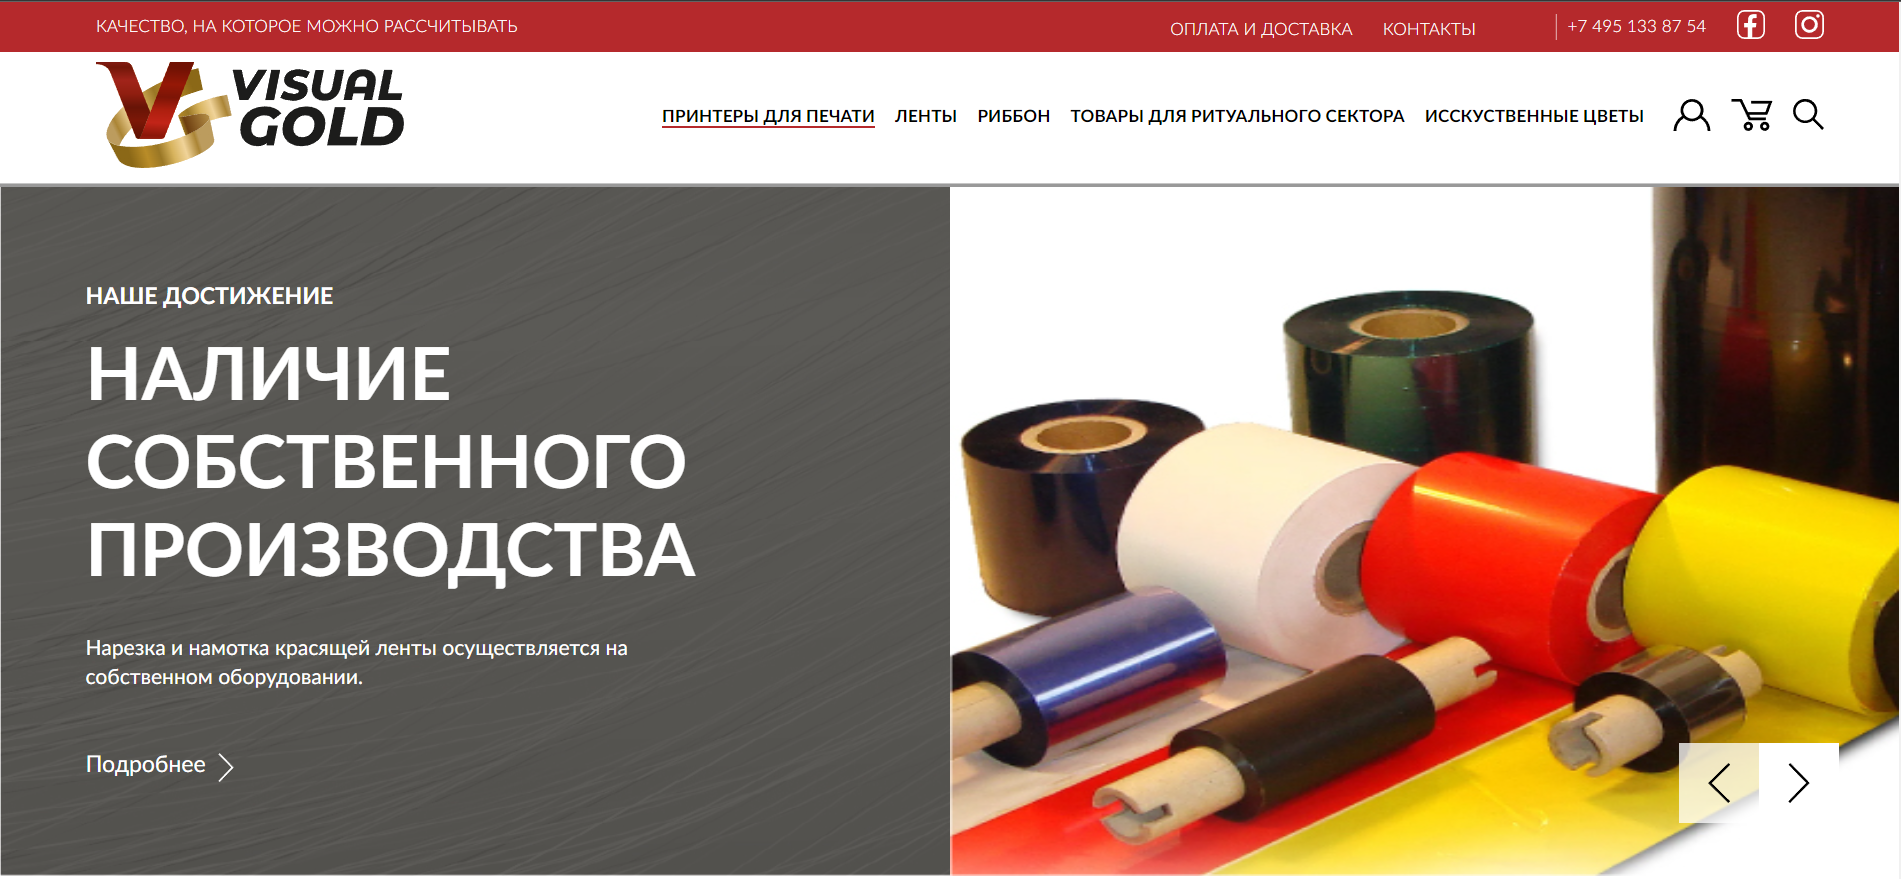 КАЧЕСТВО, НА КОТОРОЕ МОЖНО РАССЧИТЫВАТЬ
ОПЛАТА И ДОСТАВКА
КОНТАКТЫ
+7 495 133 87 54
VISUAL
GOLD
ПРИНТЕРЫ ДЛЯ ПЕЧАТИ
ЛЕНТЫ
РИББОН
ТОВАРЫ ДЛЯ РИТУАЛЬНОГО СЕКТОРА
ИССКУСТВЕННЫЕ ЦВЕТЫ
НАШЕ ДОСТИЖЕНИЕ
НАЛИЧИЕ
СОБСТВЕННОГО
ПРОИЗВОДСТВА
Нарезка и намотка красящей ленты осуществляется на
собственном оборудовании.
Подробнее